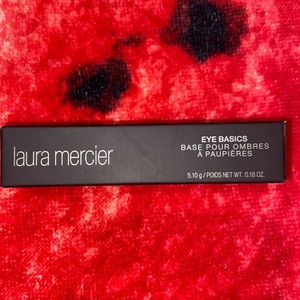 laura mercier
EYE BASICS
BASE POUR OMBRES
À PAUPIÈRES
5.10 g / POIDS NET WT. 0.18 OZ.